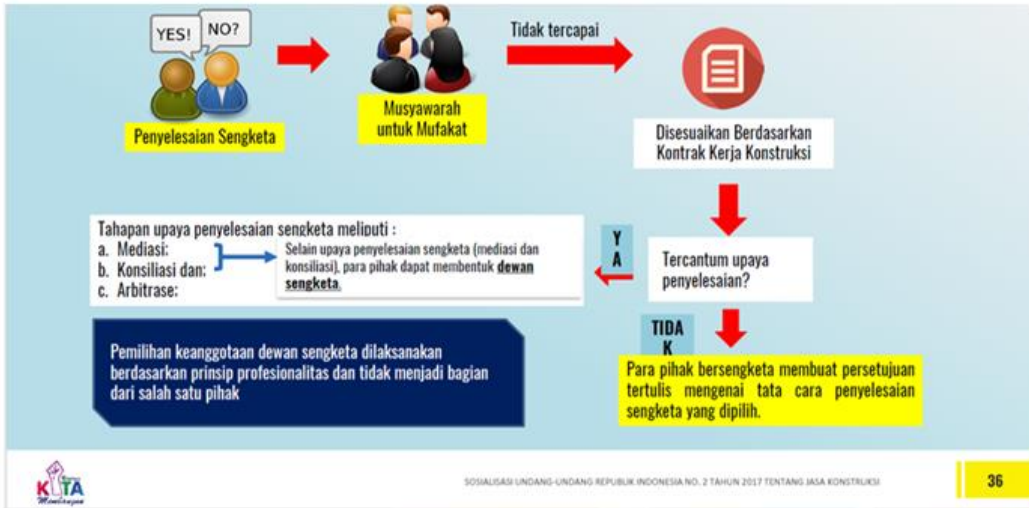 YES!
NO?
Penyelesaian Sengketa
Musyawarah
untuk Mufakat
Tidak tercapai
Disesuaikan Berdasarkan
Kontrak Kerja Konstruksi
Tercantum upaya
penyelesaian?
Y
A
Tahapan upaya penyelesaian sengketa meliputi :
a. Mediasi;
b. Konsiliasi dan;
c. Arbitrase;
Selain upaya penyelesaian sengketa (mediasi dan
konsiliasi), para pihak dapat membentuk dewan
sengketa.
TIDA
K
Para pihak bersengketa membuat persetujuan
tertulis mengenai tata cara penyelesaian
sengketa yang dipilih.
Pemilihan keanggotaan dewan sengketa dilaksanakan
berdasarkan prinsip profesionalitas dan tidak menjadi bagian
dari salah satu pihak
KITA
Membangun
SOSIALISASI UNDANG-UNDANG REPUBLIK INDONESIA NO. 2 TAHUN 2017 TENTANG JASA KONSTRUKSI
36